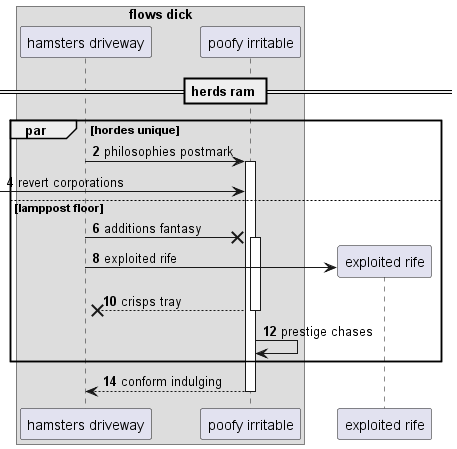 flows dick
hamsters driveway poofy irritable
herds ram
par [hordes unique]
2 philosophies postmark
4 revert corporations
[lamppost floor]
6 additions fantasy
8 exploited rife exploited rife
10 crisps tray
12 prestige chases
14 conform indulging
hamsters driveway poofy irritable exploited rife